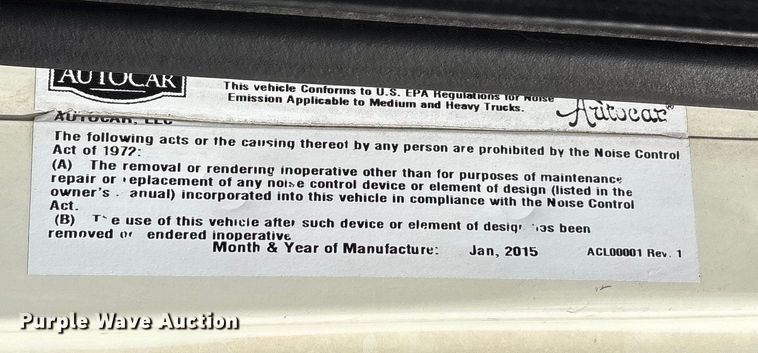 AUTOCAR
This vehicle Conforms to U.S. EPA Regulations for Noise
Emission Applicable to Medium and Heavy Trucks.
Autocar®
AUTOCAR, LLC
The following acts or the causing thereof by any person are prohibited by the Noise Control
Act of 1972:
(A) The removal or rendering inoperative other than for purposes of maintenance
repair or replacement of any noise control device or element of design (listed in the
owner's manual) incorporated into this vehicle in compliance with the Noise Control
Act.
(B) The use of this vehicle after such device or element of design has been
removed or rendered inoperative
Month & Year of Manufacture: Jan, 2015 ACL00001 Rev. 1
Purple Wave Auction